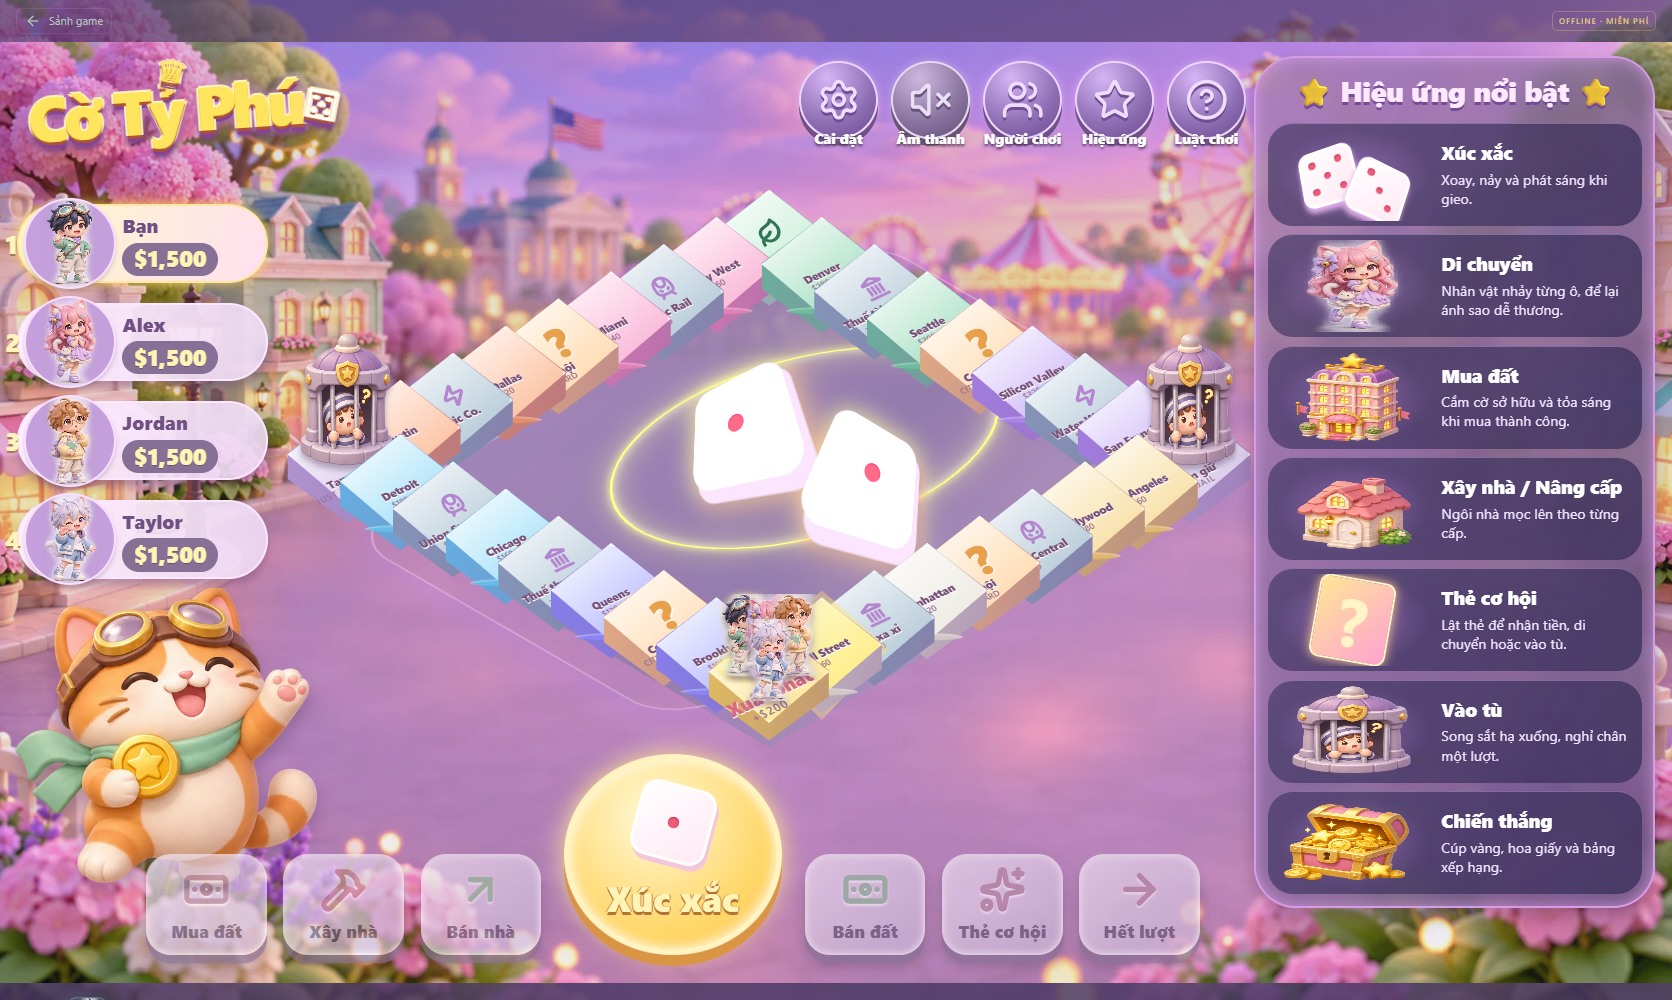 Sảnh game
OFFLINE · MIỄN PHÍ
Cờ Tỷ Phú
Cài đặt
Âm thanh
Người chơi
Hiệu ứng
Luật chơi
1
Bạn
$1,500
2
Alex
$1,500
3
Jordan
$1,500
4
Taylor
$1,500
Denver
Seattle
Silicon Valley
West
Rail
Miami
Dallas
ic Co.
Detroit
Chicago
Queens
Angeles
Central
Street
+$200
Xúc xắc
Mua đất
Xây nhà
Bán nhà
Bán đất
Thẻ cơ hội
Hết lượt
Hiệu ứng nổi bật
Xúc xắc
Xoay, nảy và phát sáng khi
gieo.
Di chuyển
Nhân vật nhảy từng ô, để lại
ánh sao dễ thương.
Mua đất
Cắm cờ sở hữu và tỏa sáng
khi mua thành công.
Xây nhà / Nâng cấp
Ngôi nhà mọc lên theo từng
cấp.
Thẻ cơ hội
Lật thẻ để nhận tiền, di
chuyển hoặc vào tù.
?
Vào tù
Song sắt hạ xuống, nghỉ chân
một lượt.
Chiến thắng
Cúp vàng, hoa giấy và bảng
xếp hạng.